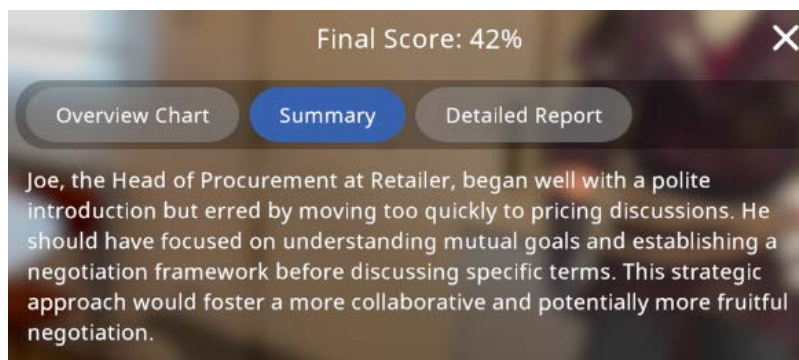 Final Score: 42%
Overview Chart Summary Detailed Report
Joe, the Head of Procurement at Retailer, began well with a polite
introduction but erred by moving too quickly to pricing discussions. He
should have focused on understanding mutual goals and establishing a
negotiation framework before discussing specific terms. This strategic
approach would foster a more collaborative and potentially more fruitful
negotiation.